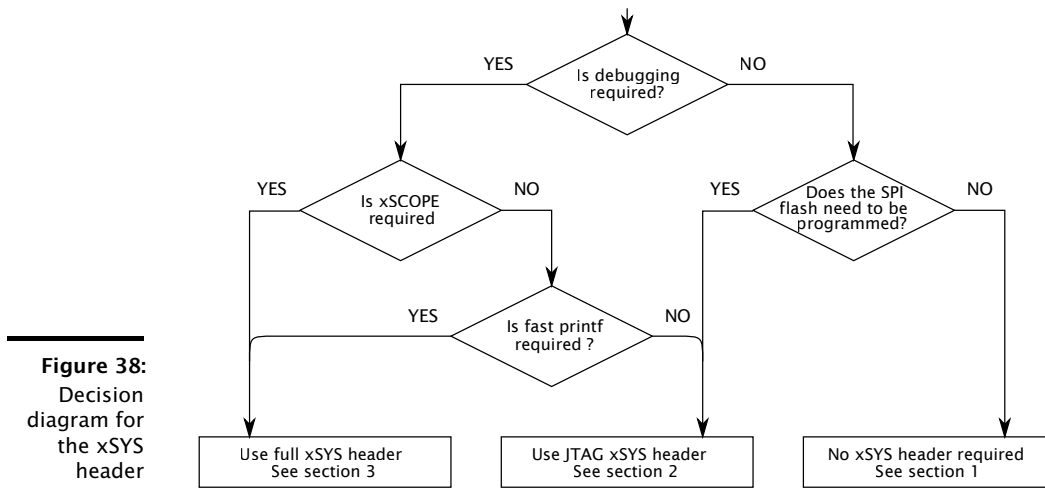 YES
Is debugging
required?
NO
YES
Is xSCOPE
required
NO
YES
Does the SPI
flash need to be
programmed?
NO
YES
Is fast printf
required ?
NO
Figure 38:
Decision
diagram for
the xSYS
header
Use full xSYS header
See section 3
Use JTAG xSYS header
See section 2
No xSYS header required
See section 1